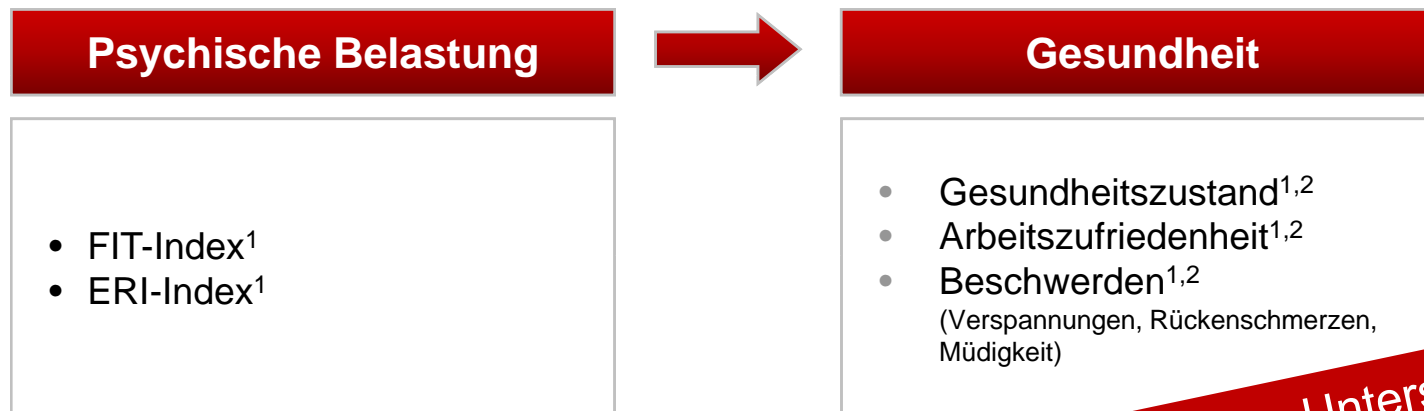 Psychische Belastung
Gesundheit
• FIT-Index¹
• ERI-Index¹
• Gesundheitszustand¹,²
• Arbeitszufriedenheit¹,²
• Beschwerden¹,²
(Verspannungen, Rückenschmerzen,
Müdigkeit)